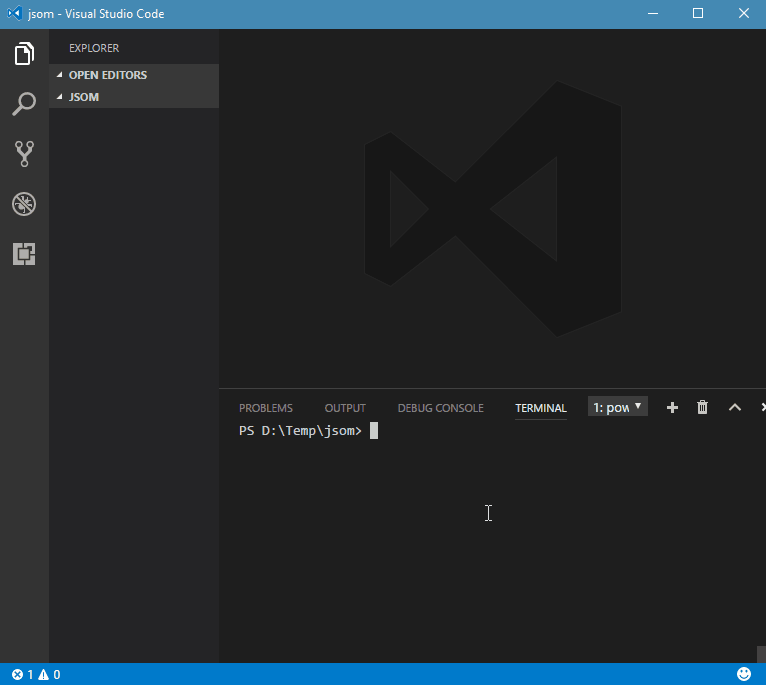 jsom - Visual Studio Code
EXPLORER
OPEN EDITORS
JSOM
PROBLEMS OUTPUT DEBUG CONSOLE TERMINAL 1: pow
PS D:\Temp\jsom>
1 0